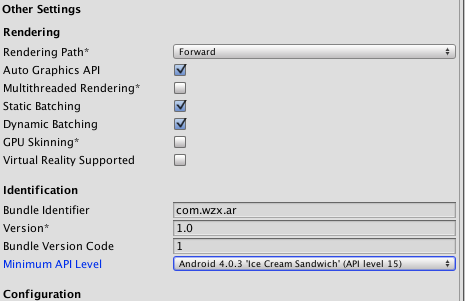 Other Settings
Rendering
Rendering Path* Forward
Auto Graphics API
Multithreaded Rendering*
Static Batching
Dynamic Batching
GPU Skinning*
Virtual Reality Supported
Identification
Bundle Identifier com.wzx.ar
Version* 1.0
Bundle Version Code 1
Minimum API Level Android 4.0.3 'Ice Cream Sandwich' (API level 15)
Configuration